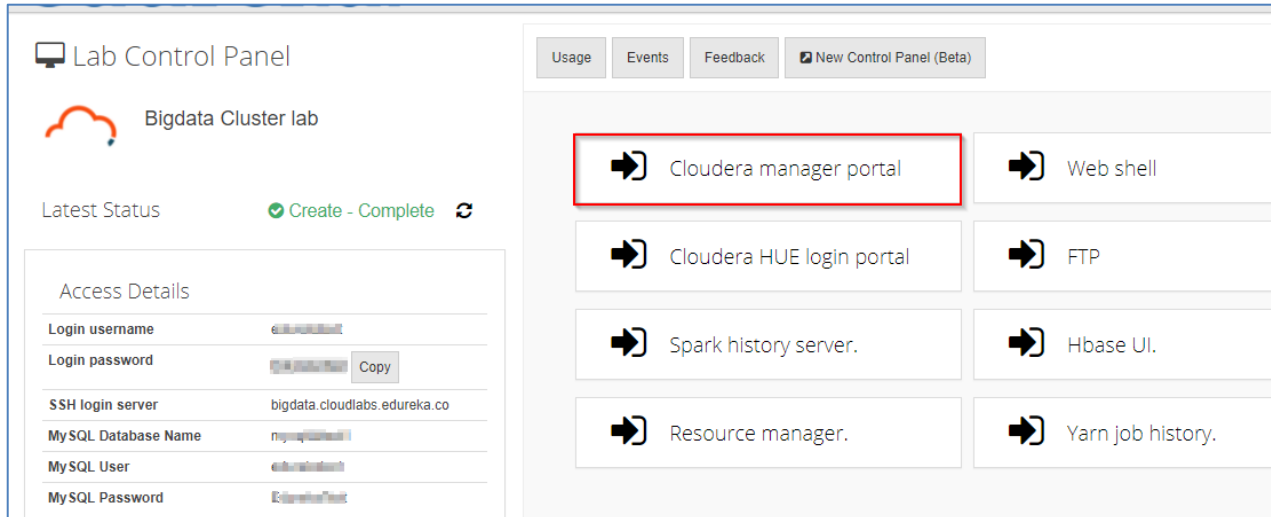 Lab Control Panel
Bigdata Cluster lab
Latest Status Create - Complete
Access Details
Login username
Login password Copy
SSH login server bigdata.cloudlabs.edureka.co
MySQL Database Name
MySQL User
MySQL Password
Usage Events Feedback New Control Panel (Beta)
Cloudera manager portal Web shell
Cloudera HUE login portal FTP
Spark history server. Hbase UI.
Resource manager. Yarn job history.